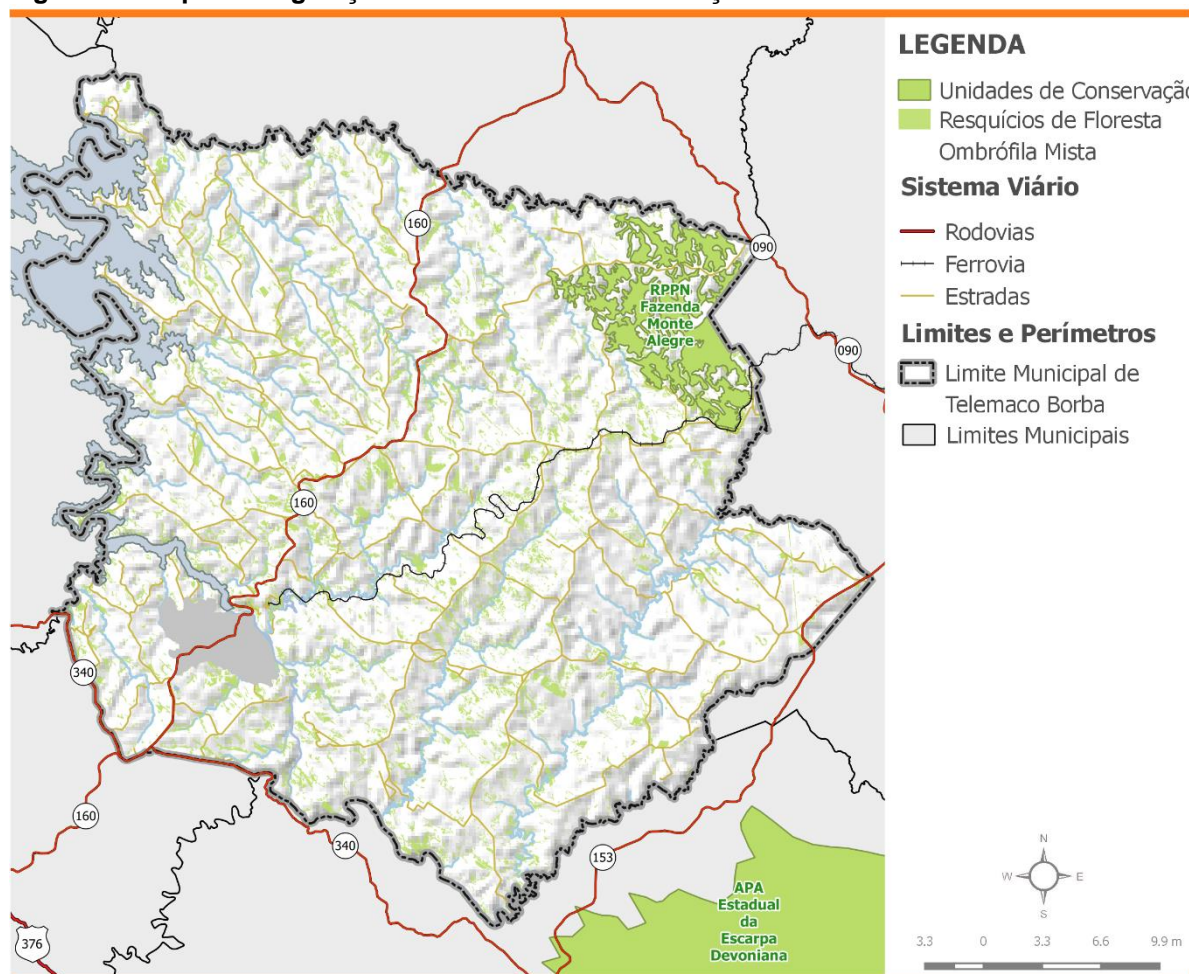 LEGENDA
Unidades de Conservação
Resquícios de Floresta
Ombrófila Mista
Sistema Viário
Rodovias
Ferrovia
Estradas
Limites e Perímetros
Limite Municipal de
Telemaco Borba
Limites Municipais
160
090
RPPN
Fazenda
Monte
Alegre
090
160
340
160
340
153
376
APA
Estadual
da
Escarpa
Devoniana
N
W
E
S
3.3 0 3.3 6.6 9.9 m